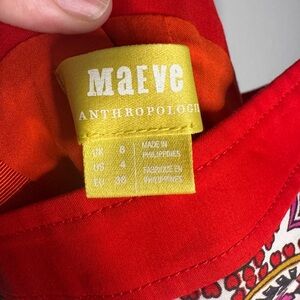 MaEve
ANTHROPOLOGIE
UK 8
US 4
EU 36
MADE IN
PHILIPPINES
FABRIQUÉ EN
PHILIPPINES